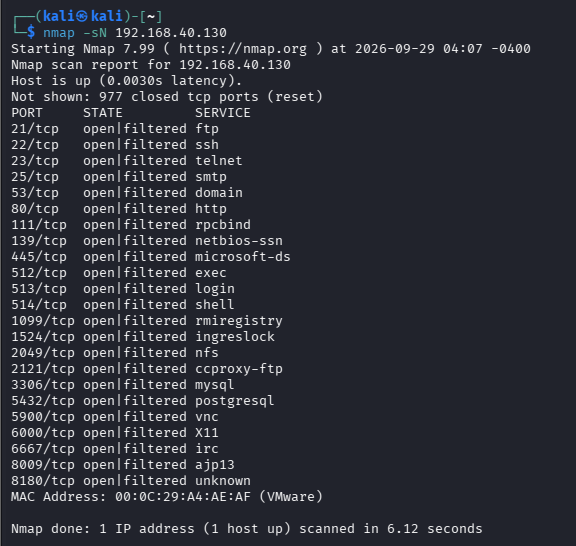 ┌──(kali㉿kali)-[~]
└─$ nmap -sN 192.168.40.130
Starting Nmap 7.99 ( https://nmap.org ) at 2026-09-29 04:07 -0400
Nmap scan report for 192.168.40.130
Host is up (0.0030s latency).
Not shown: 977 closed tcp ports (reset)
PORT     STATE         SERVICE
21/tcp   open|filtered ftp
22/tcp   open|filtered ssh
23/tcp   open|filtered telnet
25/tcp   open|filtered smtp
53/tcp   open|filtered domain
80/tcp   open|filtered http
111/tcp  open|filtered rpcbind
139/tcp  open|filtered netbios-ssn
445/tcp  open|filtered microsoft-ds
512/tcp  open|filtered exec
513/tcp  open|filtered login
514/tcp  open|filtered shell
1099/tcp open|filtered rmiregistry
1524/tcp open|filtered ingreslock
2049/tcp open|filtered nfs
2121/tcp open|filtered ccproxy-ftp
3306/tcp open|filtered mysql
5432/tcp open|filtered postgresql
5900/tcp open|filtered vnc
6000/tcp open|filtered X11
6667/tcp open|filtered irc
8009/tcp open|filtered ajp13
8180/tcp open|filtered unknown
MAC Address: 00:0C:29:A4:AE:AF (VMware)
Nmap done: 1 IP address (1 host up) scanned in 6.12 seconds